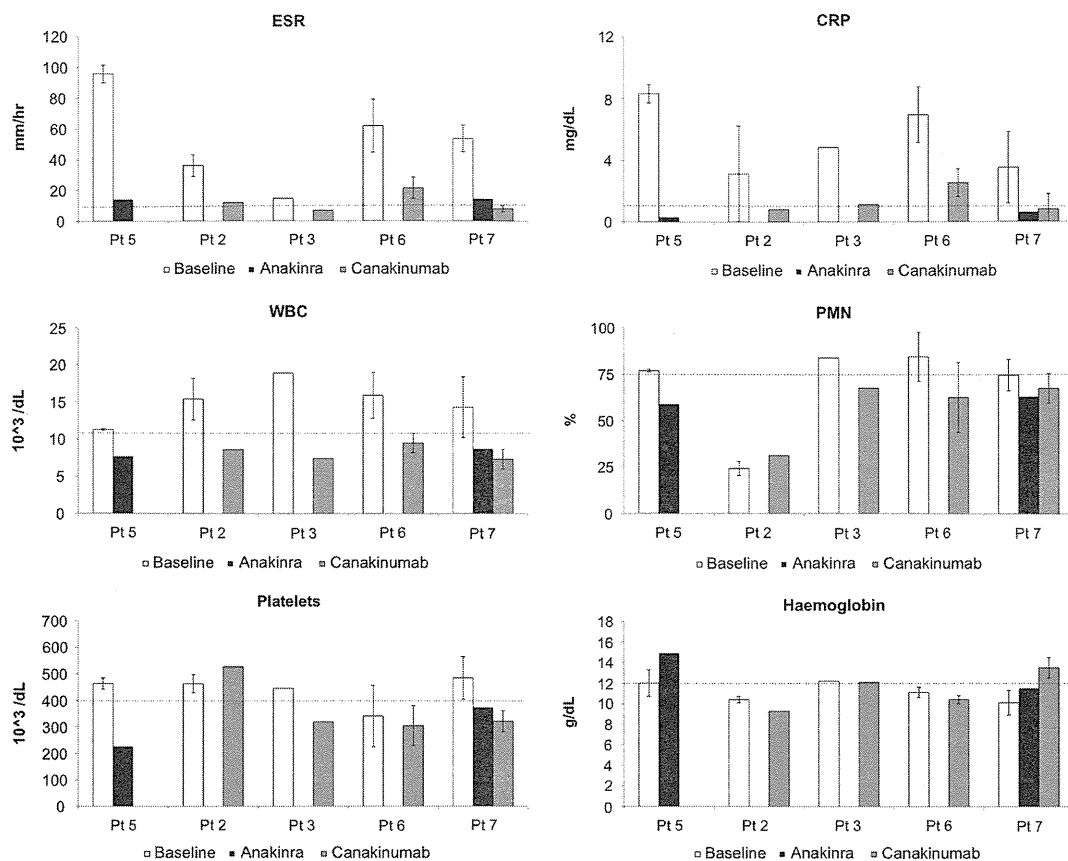 ESR
120
100
80
60
40
20
0
mm/hr
Pt 5 Pt 2 Pt 3 Pt 6 Pt 7
Baseline Anakinra Canakinumab
CRP
12
8
4
0
mg/dL
Pt 5 Pt 2 Pt 3 Pt 6 Pt 7
Baseline Anakinra Canakinumab
WBC
25
20
15
10
5
0
10^3 /dL
Pt 5 Pt 2 Pt 3 Pt 6 Pt 7
Baseline Anakinra Canakinumab
PMN
100
75
50
25
0
%
Pt 5 Pt 2 Pt 3 Pt 6 Pt 7
Baseline Anakinra Canakinumab
Platelets
700
600
500
400
300
200
100
0
10^3 /dL
Pt 5 Pt 2 Pt 3 Pt 6 Pt 7
Baseline Anakinra Canakinumab
Haemoglobin
18
16
14
12
10
8
6
4
2
0
g/dL
Pt 5 Pt 2 Pt 3 Pt 6 Pt 7
Baseline Anakinra Canakinumab